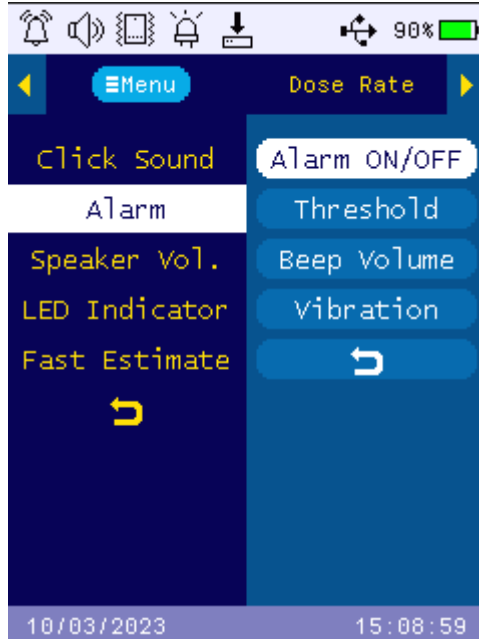 90%
≡Menu Dose Rate
Click Sound Alarm ON/OFF
Alarm Threshold
Speaker Vol. Beep Volume
LED Indicator Vibration
Fast Estimate
10/03/2023 15:08:59